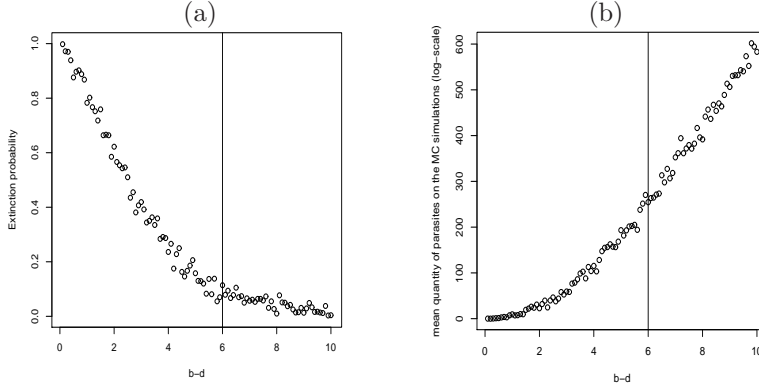 (a)
1.0
0.8
0.6
0.4
0.2
0.0
Extinction probability
0 2 4 6 8 10
b−d
(b)
600
500
400
300
200
100
0
mean quantity of parasites on the MC simulations (log−scale)
0 2 4 6 8 10
b−d